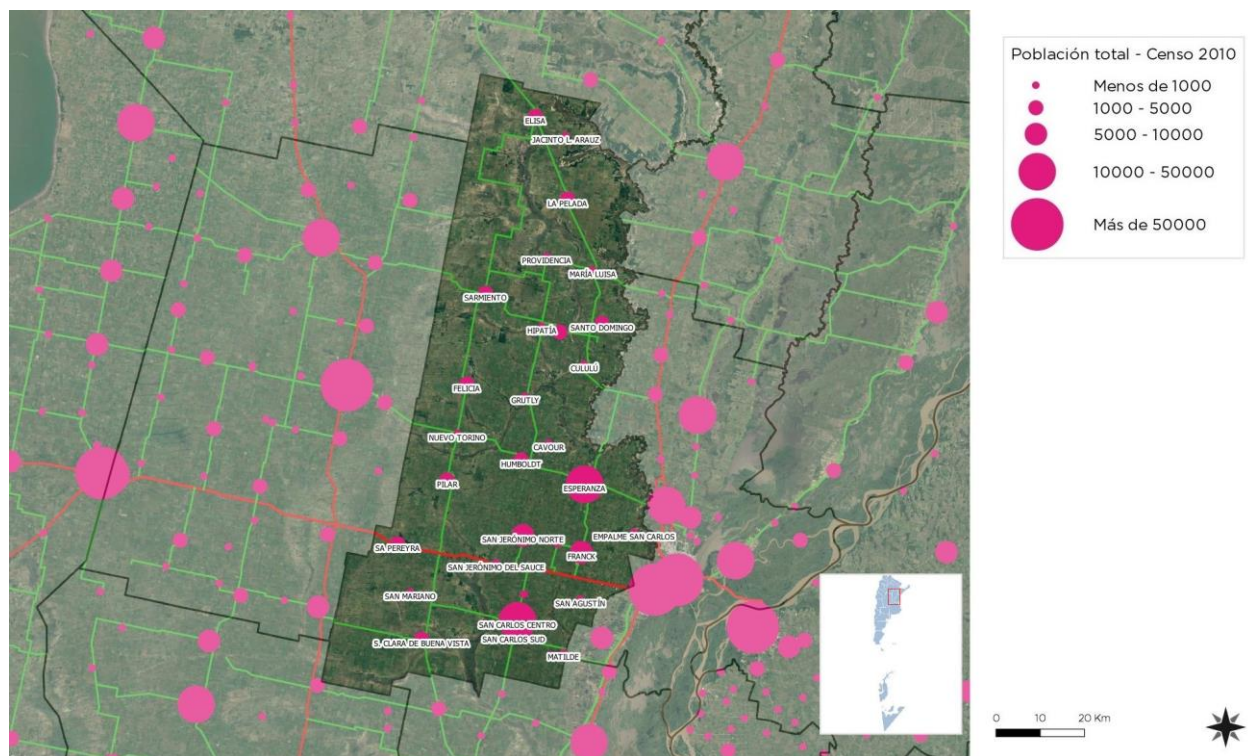 Población total - Censo 2010
Menos de 1000
1000 - 5000
5000 - 10000
10000 - 50000
Más de 50000
ELISA
JACINTO L. ARAUZ
LA PELADA
PROVIDENCIA
MARÍA LUISA
SARMIENTO
HIPATÍA
SANTO DOMINGO
CULULÚ
FELICIA
GRUTLY
NUEVO TORINO
CAVOUR
HUMBOLDT
PILAR
ESPERANZA
SAN JERÓNIMO NORTE
EMPALME SAN CARLOS
SA PEREYRA
FRANCK
SAN JERÓNIMO DEL SAUCE
SAN MARIANO
SAN AGUSTÍN
SAN CARLOS CENTRO
SAN CARLOS SUD
S. CLARA DE BUENA VISTA
MATILDE
0 10 20 Km